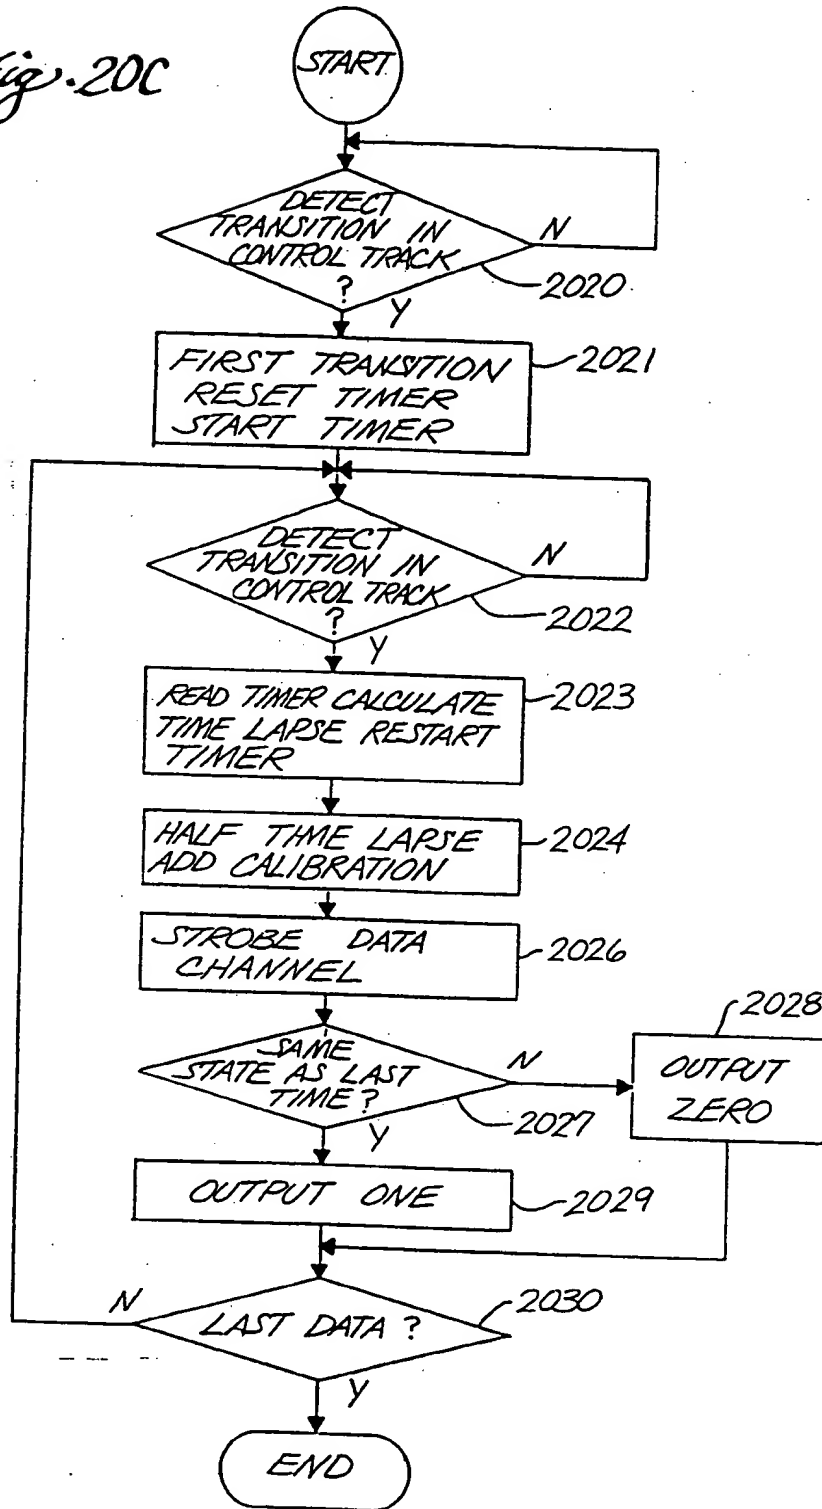 Fig. 20C
START
DETECT
TRANSITION IN
CONTROL TRACK
?
N
2020
Y
FIRST TRANSITION
RESET TIMER
START TIMER
2021
DETECT
TRANSITION IN
CONTROL TRACK
?
N
2022
Y
READ TIMER CALCULATE
TIME LAPSE RESTART
TIMER
2023
HALF TIME LAPSE
ADD CALIBRATION
2024
STROBE DATA
CHANNEL
2026
SAME
STATE AS LAST
TIME?
N
2027
Y
2028
OUTPUT
ZERO
OUTPUT ONE
2029
N
LAST DATA ?
2030
Y
END